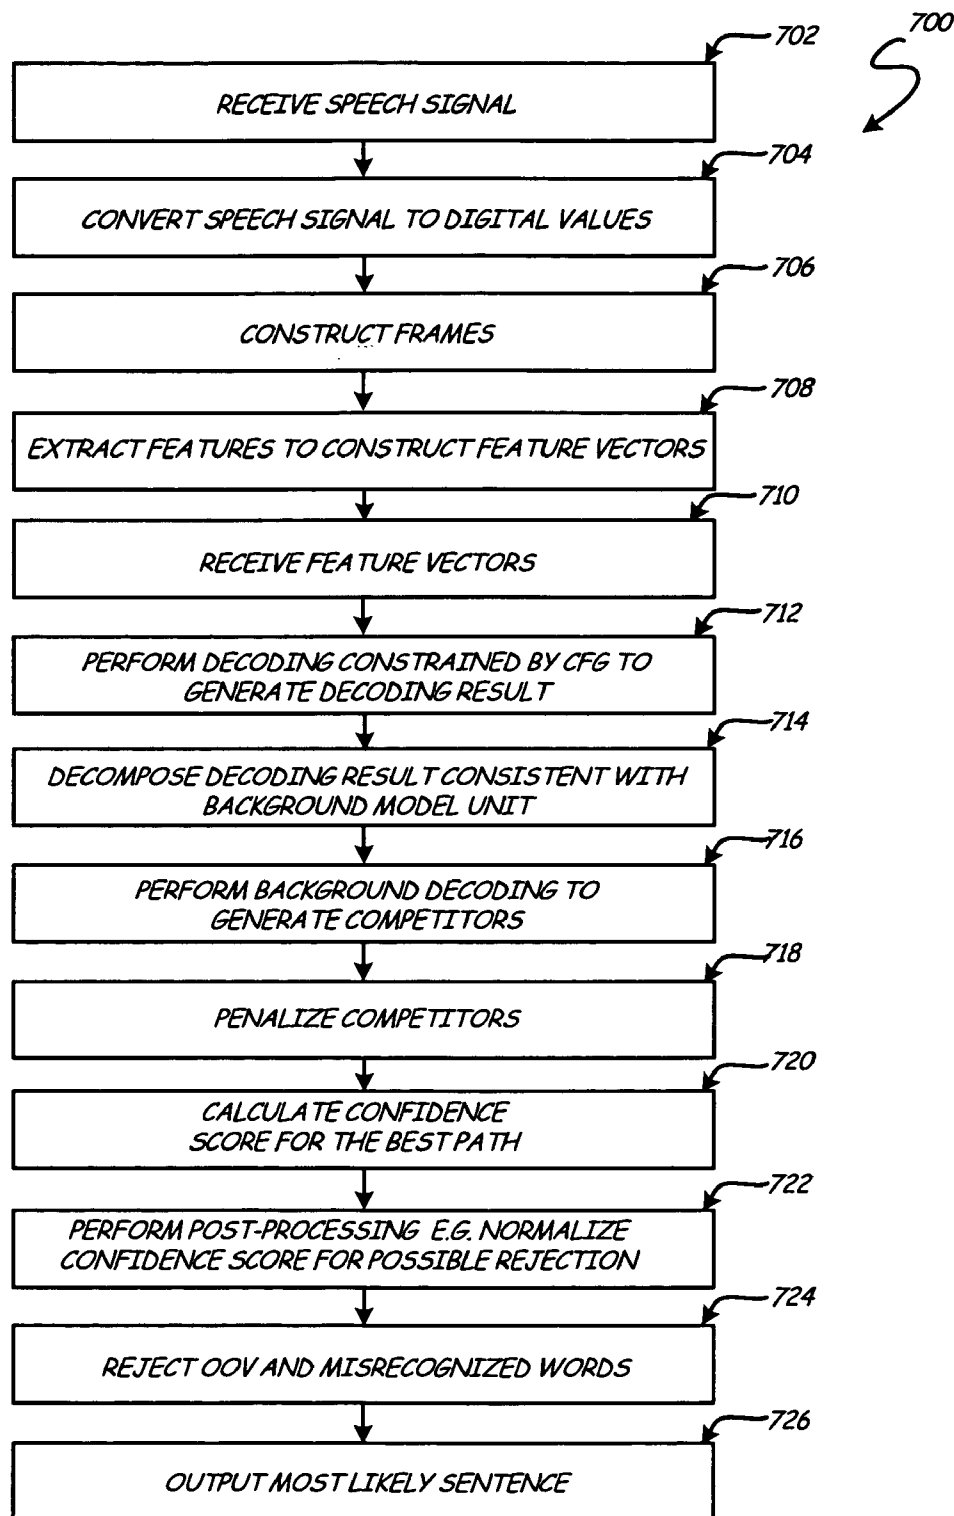 700
702
RECEIVE SPEECH SIGNAL
704
CONVERT SPEECH SIGNAL TO DIGITAL VALUES
706
CONSTRUCT FRAMES
708
EXTRACT FEATURES TO CONSTRUCT FEATURE VECTORS
710
RECEIVE FEATURE VECTORS
712
PERFORM DECODING CONSTRAINED BY CFG TO
GENERATE DECODING RESULT
714
DECOMPOSE DECODING RESULT CONSISTENT WITH
BACKGROUND MODEL UNIT
716
PERFORM BACKGROUND DECODING TO
GENERATE COMPETITORS
718
PENALIZE COMPETITORS
720
CALCULATE CONFIDENCE
SCORE FOR THE BEST PATH
722
PERFORM POST-PROCESSING E.G. NORMALIZE
CONFIDENCE SCORE FOR POSSIBLE REJECTION
724
REJECT OOV AND MISRECOGNIZED WORDS
726
OUTPUT MOST LIKELY SENTENCE